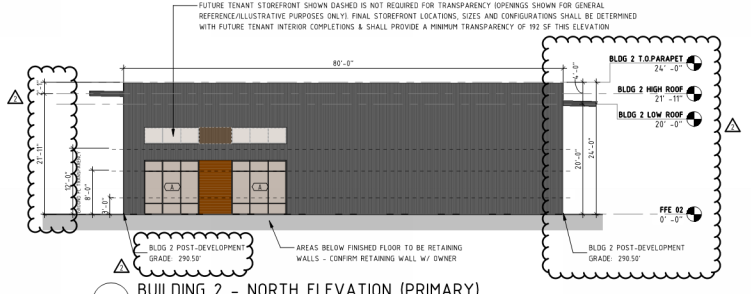 FUTURE TENANT STOREFRONT SHOWN DASHED IS NOT REQUIRED FOR TRANSPARENCY (OPENINGS SHOWN FOR GENERAL
REFERENCE/ILLUSTRATIVE PURPOSES ONLY). FINAL STOREFRONT LOCATIONS, SIZES AND CONFIGURATIONS SHALL BE DETERMINED
WITH FUTURE TENANT INTERIOR COMPLETIONS & SHALL PROVIDE A MINIMUM TRANSPARENCY OF 192 SF THIS ELEVATION
80'-0"
BLDG 2 T.O.PARAPET
24' -0"
BLDG 2 HIGH ROOF
21' -11"
BLDG 2 LOW ROOF
20' -0"
FFE 02
0' -0"
2'-1"
21'-11"
12'-0"
8'-0"
3'-0"
4'-0"
20'-0"
24'-0"
2
2
2
A
A
BLDG 2 POST-DEVELOPMENT
GRADE: 290.50'
AREAS BELOW FINISHED FLOOR TO BE RETAINING
WALLS - CONFIRM RETAINING WALL W/ OWNER
BLDG 2 POST-DEVELOPMENT
GRADE: 290.50'
BUILDING 2 - NORTH ELEVATION (PRIMARY)